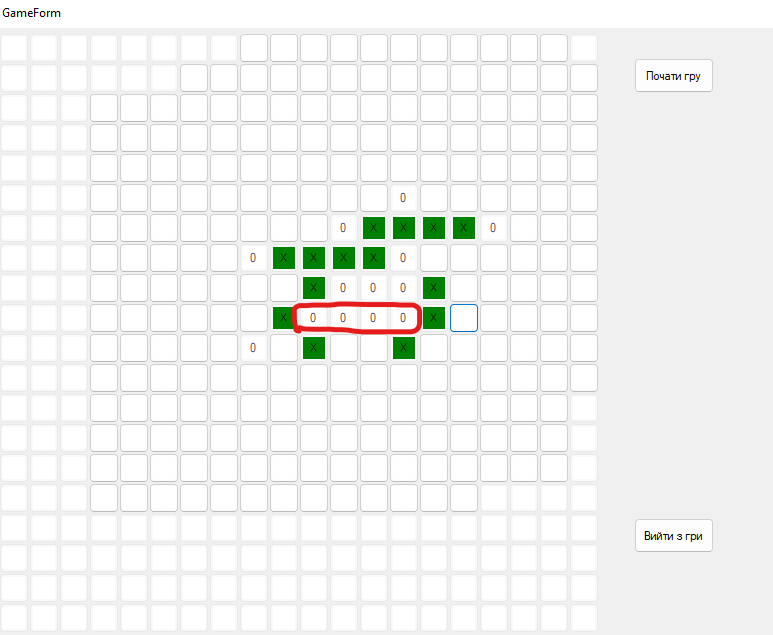 GameForm
Почати гру
0
0 X X X X 0
0 X X X X 0
X 0 0 0 X
X 0 0 0 0 X
0 X X
Вийти з гри